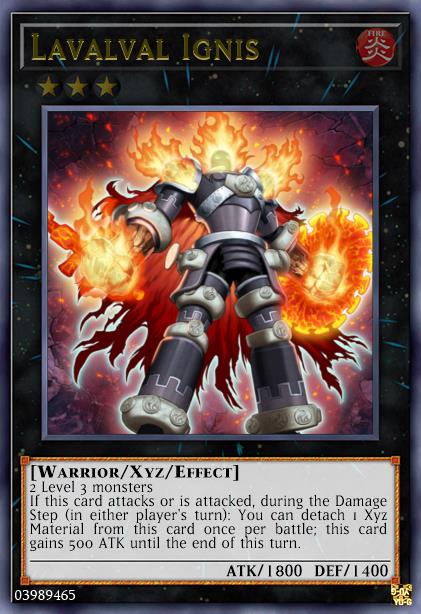 LAVALVAL IGNIS
FIRE
炎
[WARRIOR/XYZ/EFFECT]
2 Level 3 monsters
If this card attacks or is attacked, during the Damage
Step (in either player's turn): You can detach 1 Xyz
Material from this card once per battle; this card
gains 500 ATK until the end of this turn.
ATK/1800 DEF/1400
03989465